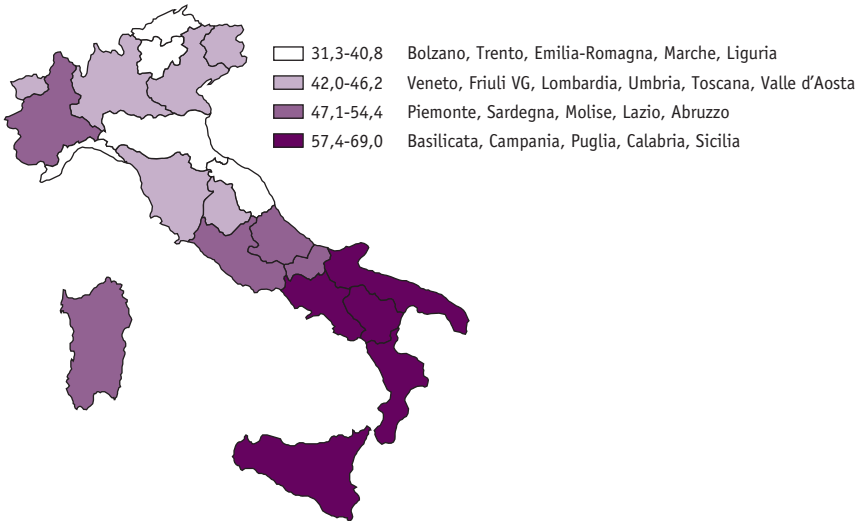 31,3-40,8 Bolzano, Trento, Emilia-Romagna, Marche, Liguria
42,0-46,2 Veneto, Friuli VG, Lombardia, Umbria, Toscana, Valle d'Aosta
47,1-54,4 Piemonte, Sardegna, Molise, Lazio, Abruzzo
57,4-69,0 Basilicata, Campania, Puglia, Calabria, Sicilia